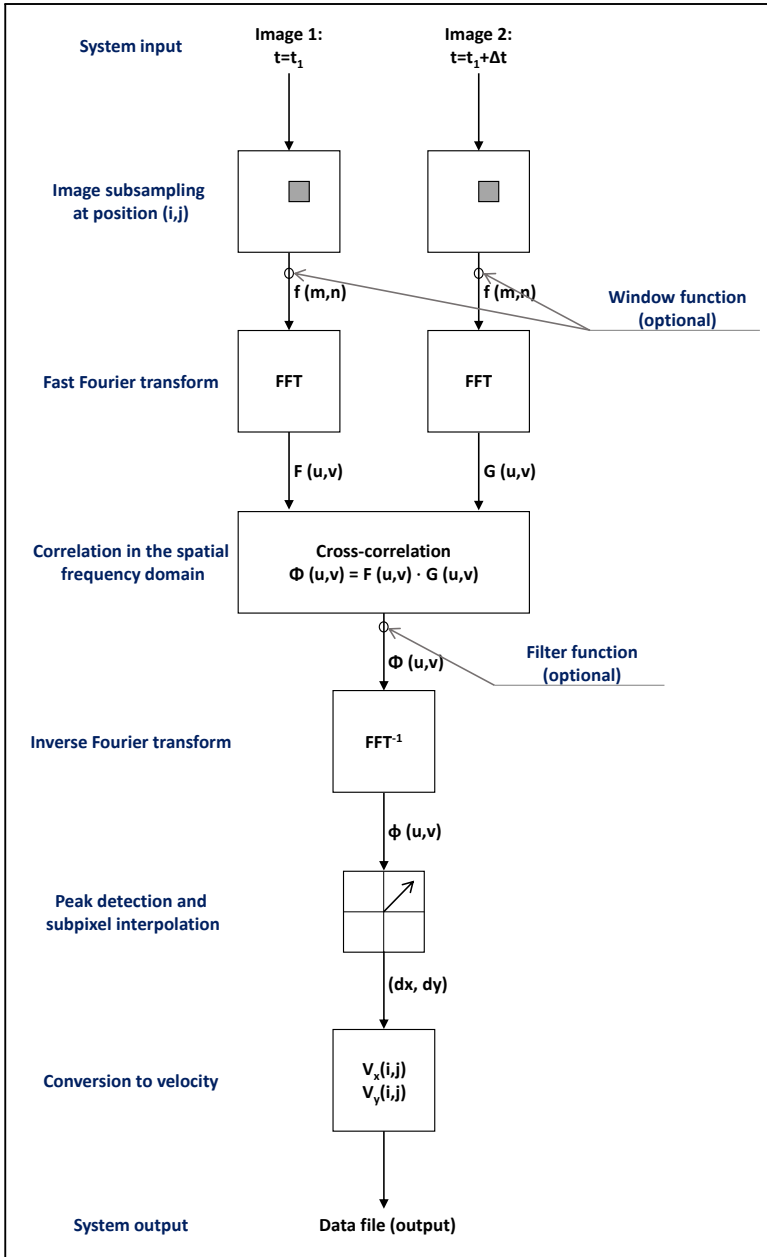 System input
Image 1:
t=t₁
Image 2:
t=t₁+Δt
Image subsampling
at position (i,j)
f (m,n)
f (m,n)
Window function
(optional)
Fast Fourier transform
FFT
FFT
F (u,v)
G (u,v)
Correlation in the spatial
frequency domain
Cross-correlation
Φ (u,v) = F (u,v) · G (u,v)
Φ (u,v)
Filter function
(optional)
Inverse Fourier transform
FFT⁻¹
ϕ (u,v)
Peak detection and
subpixel interpolation
(dx, dy)
Conversion to velocity
Vₓ(i,j)
Vᵧ(i,j)
System output
Data file (output)